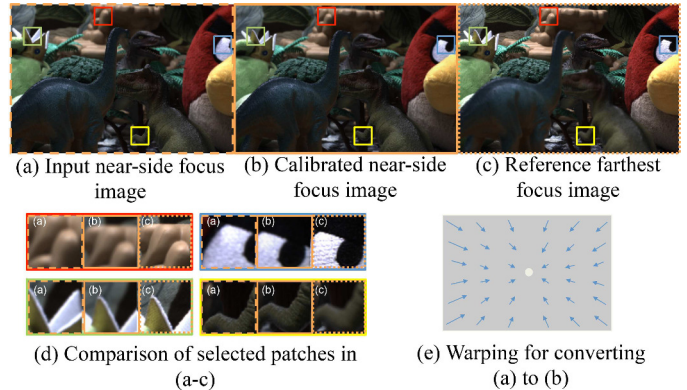 (a) Input near-side focus
image
(b) Calibrated near-side
focus image
(c) Reference farthest
focus image
(a) (b) (c)
(a) (b) (c)
(a) (b) (c)
(a) (b) (c)
(d) Comparison of selected patches in
(a-c)
(e) Warping for converting
(a) to (b)